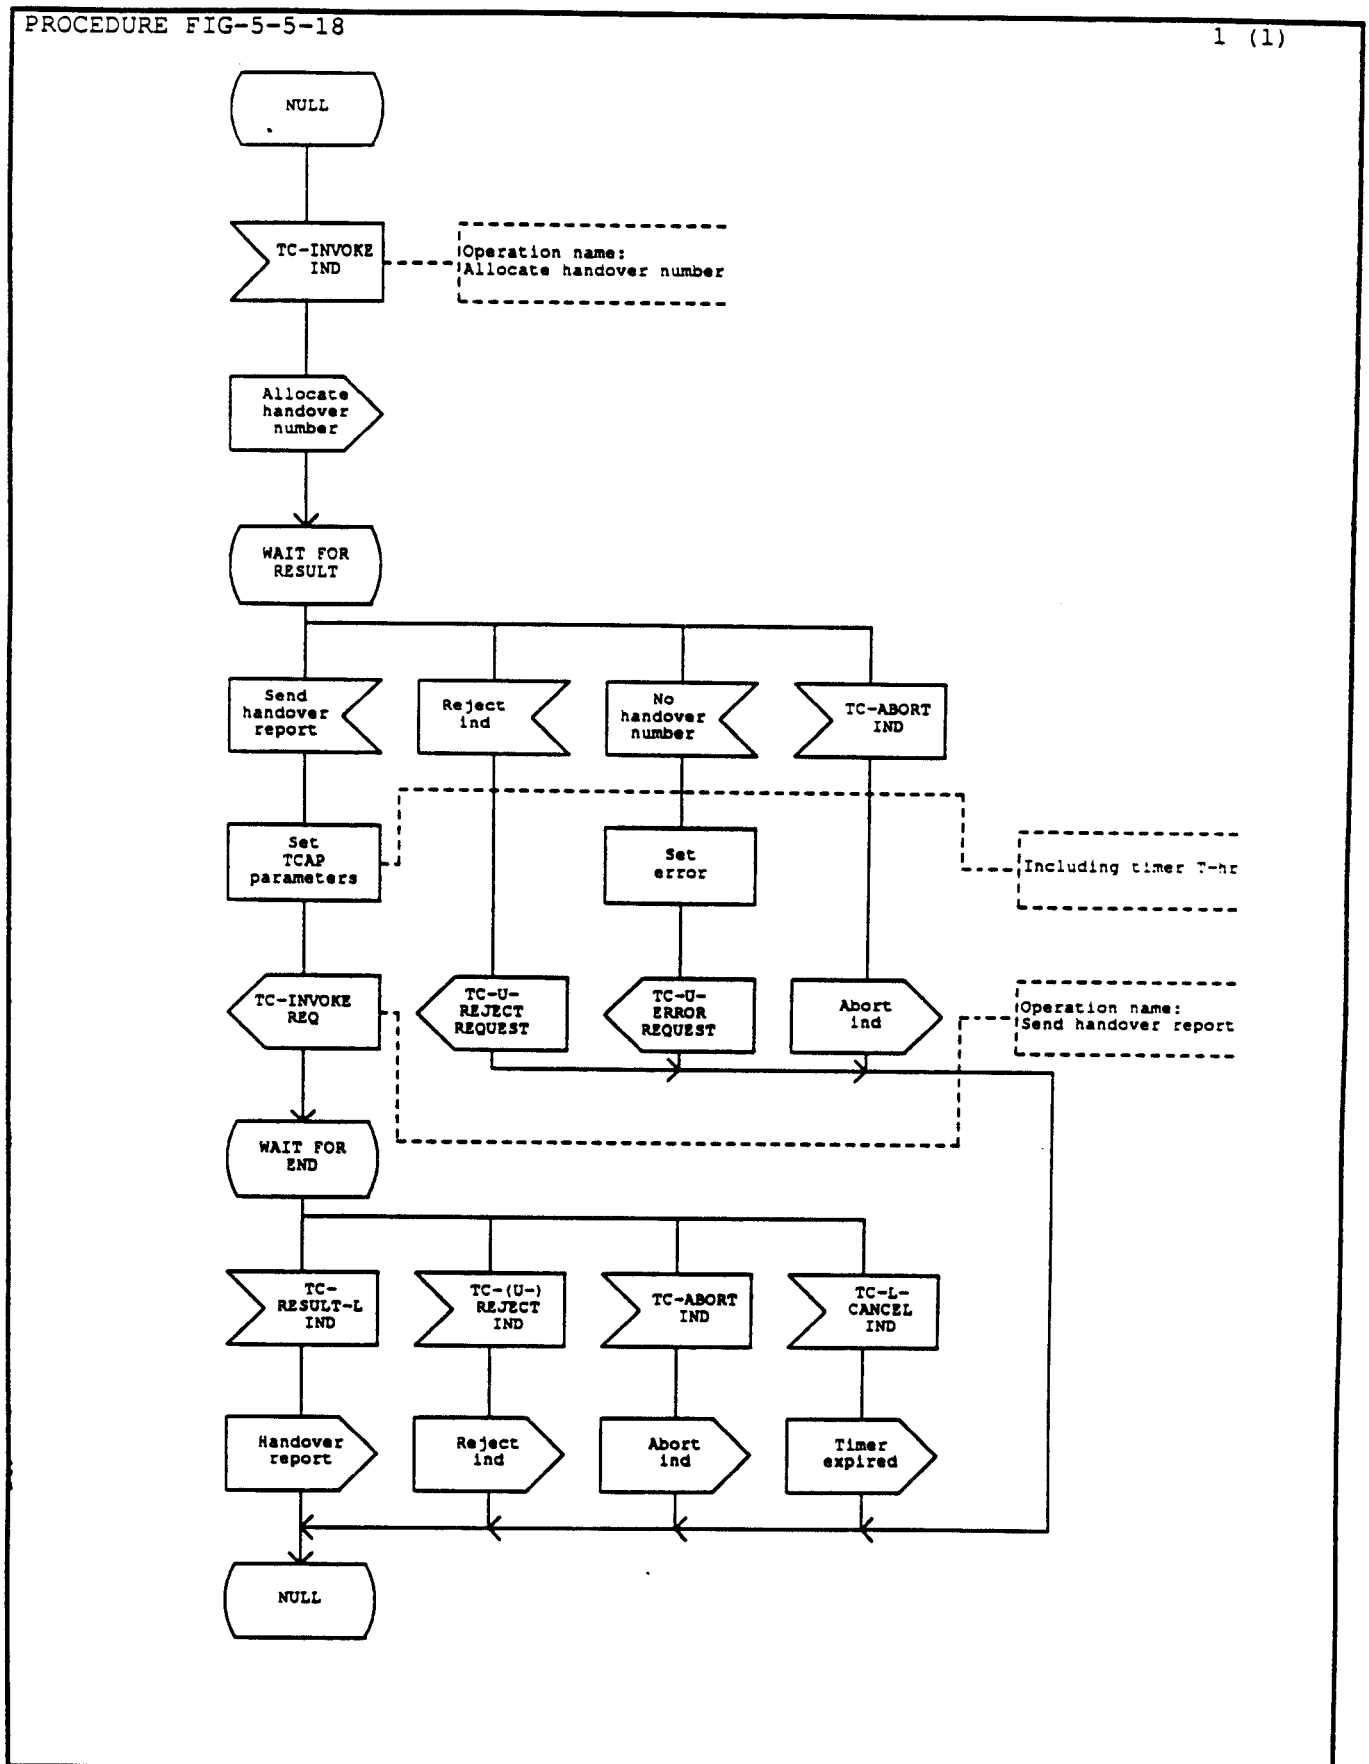 PROCEDURE FIG-5-5-18
1 (1)
NULL
TC-INVOKE
IND
Operation name:
Allocate handover number
Allocate
handover
number
WAIT FOR
RESULT
Send
handover
report
Reject
ind
No
handover
number
TC-ABORT
IND
Set
TCAP
parameters
Set
error
Including timer T-hr
TC-INVOKE
REQ
TC-U-
REJECT
REQUEST
TC-U-
ERROR
REQUEST
Abort
ind
Operation name:
Send handover report
WAIT FOR
END
TC-
RESULT-L
IND
TC-(U-)
REJECT
IND
TC-ABORT
IND
TC-L-
CANCEL
IND
Handover
report
Reject
ind
Abort
ind
Timer
expired
NULL